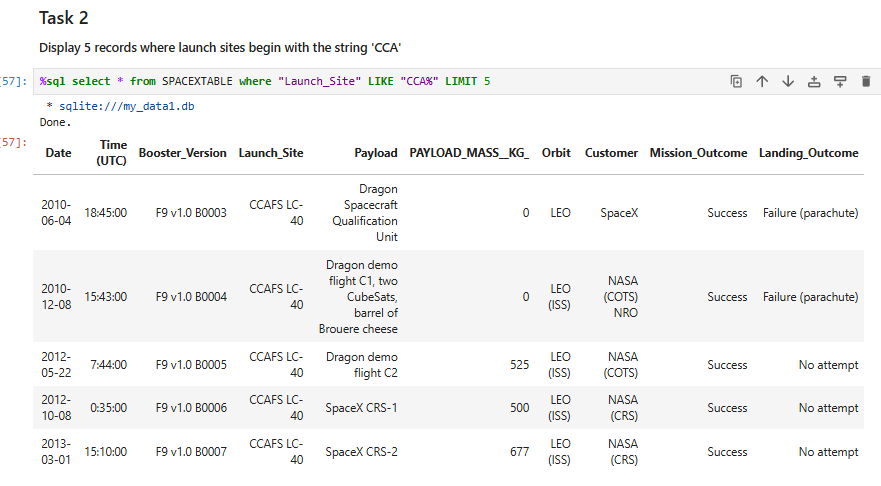 Task 2
Display 5 records where launch sites begin with the string 'CCA'
[57]: %sql select * from SPACEXTABLE where "Launch_Site" LIKE "CCA%" LIMIT 5
* sqlite:///my_data1.db
Done.
[57]:
Date Time (UTC) Booster_Version Launch_Site Payload PAYLOAD_MASS__KG_ Orbit Customer Mission_Outcome Landing_Outcome
2010-06-04 18:45:00 F9 v1.0 B0003 CCAFS LC-40 Dragon Spacecraft Qualification Unit 0 LEO SpaceX Success Failure (parachute)
2010-12-08 15:43:00 F9 v1.0 B0004 CCAFS LC-40 Dragon demo flight C1, two CubeSats, barrel of Brouere cheese 0 LEO (ISS) NASA (COTS) NRO Success Failure (parachute)
2012-05-22 7:44:00 F9 v1.0 B0005 CCAFS LC-40 Dragon demo flight C2 525 LEO (ISS) NASA (COTS) Success No attempt
2012-10-08 0:35:00 F9 v1.0 B0006 CCAFS LC-40 SpaceX CRS-1 500 LEO (ISS) NASA (CRS) Success No attempt
2013-03-01 15:10:00 F9 v1.0 B0007 CCAFS LC-40 SpaceX CRS-2 677 LEO (ISS) NASA (CRS) Success No attempt